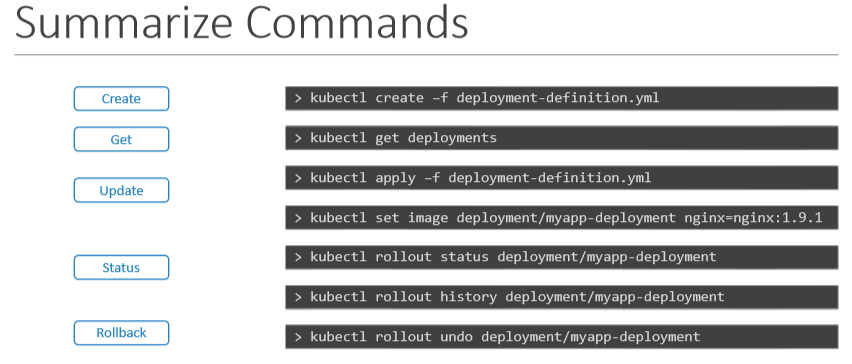 Summarize Commands
Create
> kubectl create –f deployment-definition.yml
Get
> kubectl get deployments
Update
> kubectl apply –f deployment-definition.yml
> kubectl set image deployment/myapp-deployment nginx=nginx:1.9.1
Status
> kubectl rollout status deployment/myapp-deployment
> kubectl rollout history deployment/myapp-deployment
Rollback
> kubectl rollout undo deployment/myapp-deployment